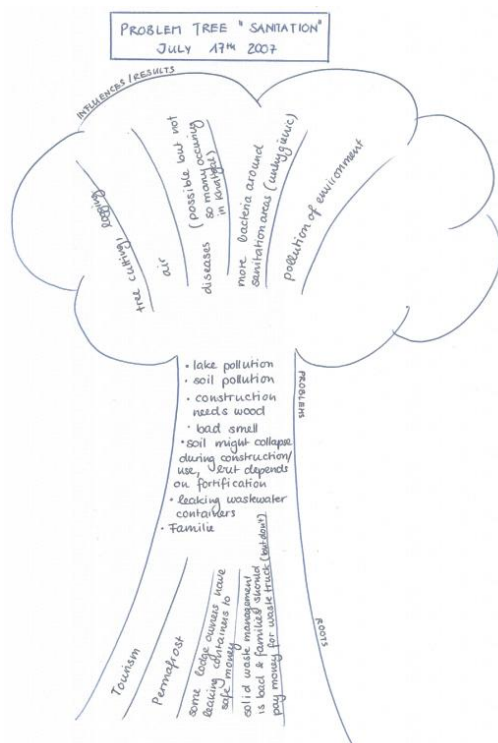 PROBLEM TREE "SANITATION"
JULY 17TH 2007
INFLUENCES/RESULTS
tree cutting/ logging
air
diseases (possible but not
so many occuring
in Khatgal)
more bacteria around
sanitation areas (unhygienic)
pollution of environment
PROBLEMS
• lake pollution
• soil pollution
• construction
needs wood
• bad smell
• soil might collapse
during construction/
use, but depends
on fortification
• leaking wastewater
containers
• Familie
ROOTS
Tourism
Permafrost
some lodge owners have
leaking containers to
safe money
solid waste management
is bad & families should
pay money for waste truck (but don't)